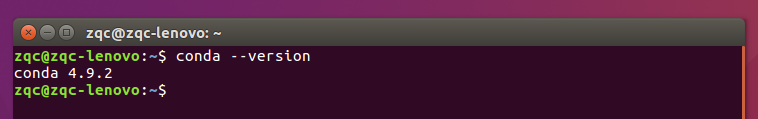 zqc@zqc-lenovo: ~
zqc@zqc-lenovo:~$ conda --version
conda 4.9.2
zqc@zqc-lenovo:~$